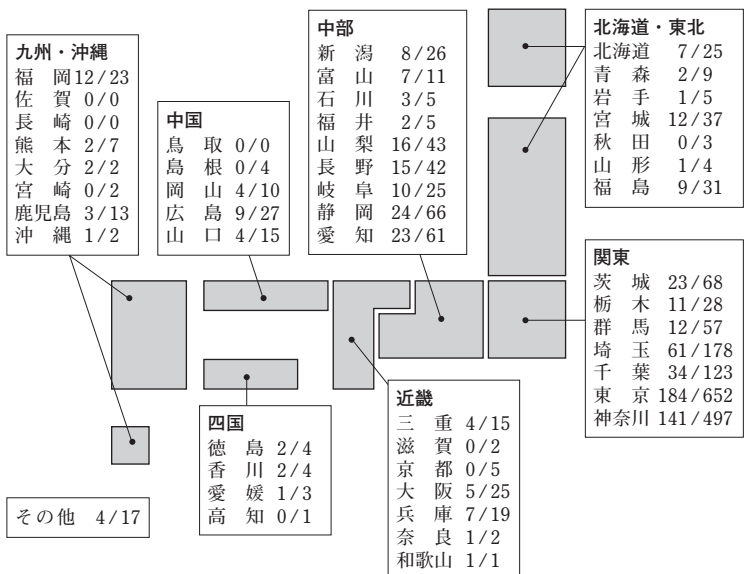 九州・沖縄
福岡 12/23
佐賀 0/0
長崎 0/0
熊本 2/7
大分 2/2
宮崎 0/2
鹿児島 3/13
沖縄 1/2
中国
鳥取 0/0
島根 0/4
岡山 4/10
広島 9/27
山口 4/15
中部
新潟 8/26
富山 7/11
石川 3/5
福井 2/5
山梨 16/43
長野 15/42
岐阜 10/25
静岡 24/66
愛知 23/61
北海道・東北
北海道 7/25
青森 2/9
岩手 1/5
宮城 12/37
秋田 0/3
山形 1/4
福島 9/31
関東
茨城 23/68
栃木 11/28
群馬 12/57
埼玉 61/178
千葉 34/123
東京 184/652
神奈川 141/497
近畿
三重 4/15
滋賀 0/2
京都 0/5
大阪 5/25
兵庫 7/19
奈良 1/2
和歌山 1/1
四国
徳島 2/4
香川 2/4
愛媛 1/3
高知 0/1
その他 4/17